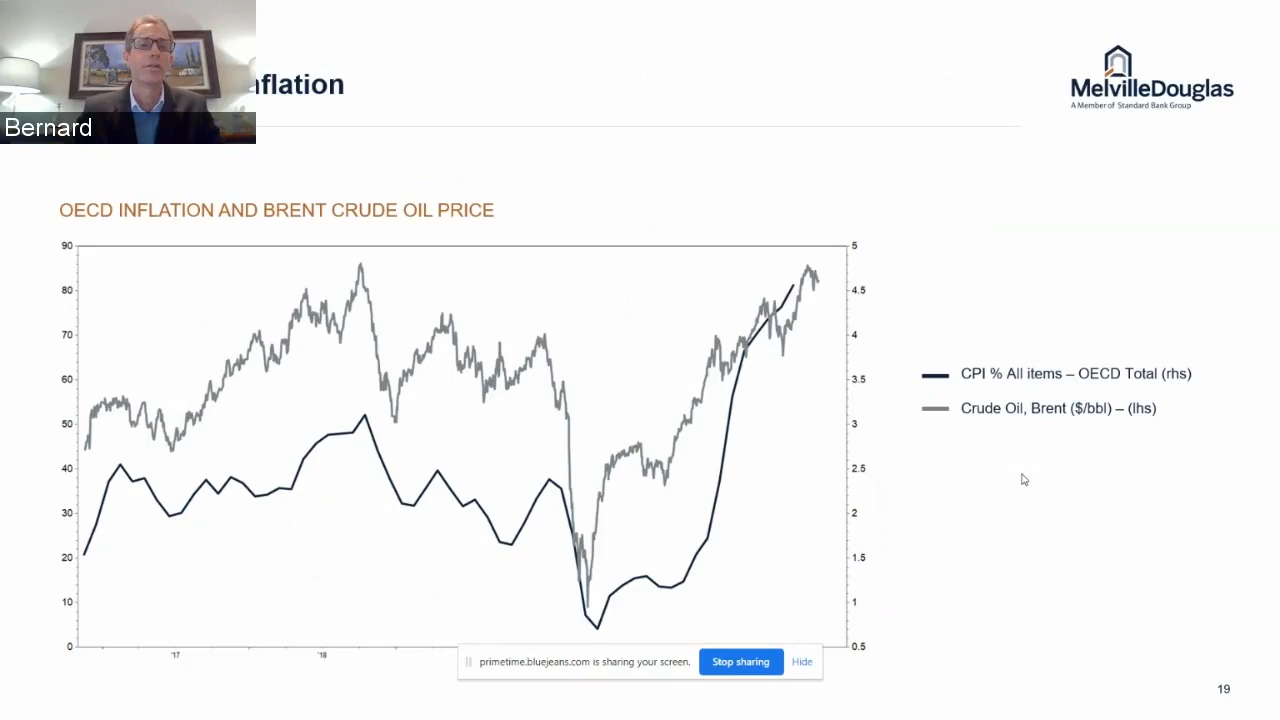 Bernard
nflation
MelvilleDouglas
A Member of Standard Bank Group
OECD INFLATION AND BRENT CRUDE OIL PRICE
90
80
70
60
50
40
30
20
10
0
5
4.5
4
3.5
3
2.5
2
1.5
1
0.5
'17
'18
CPI % All items – OECD Total (rhs)
Crude Oil, Brent ($/bbl) – (lhs)
primetime.bluejeans.com is sharing your screen.
Stop sharing
Hide
19